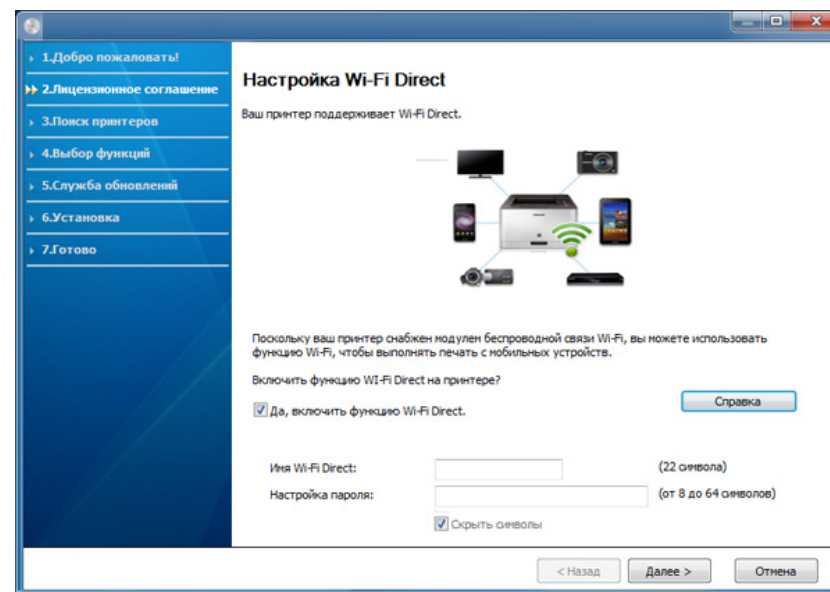 1.Добро пожаловать!
2.Лицензионное соглашение
3.Поиск принтеров
4.Выбор функций
5.Служба обновлений
6.Установка
7.Готово
Настройка Wi-Fi Direct
Ваш принтер поддерживает Wi-Fi Direct.
Поскольку ваш принтер снабжен модулем беспроводной связи Wi-Fi, вы можете использовать
функцию Wi-Fi, чтобы выполнять печать с мобильных устройств.
Включить функцию WI-Fi Direct на принтере?
Да, включить функцию Wi-Fi Direct.
Справка
Имя Wi-Fi Direct: (22 символа)
Настройка пароля: (от 8 до 64 символов)
Скрыть символы
< Назад Далее > Отмена